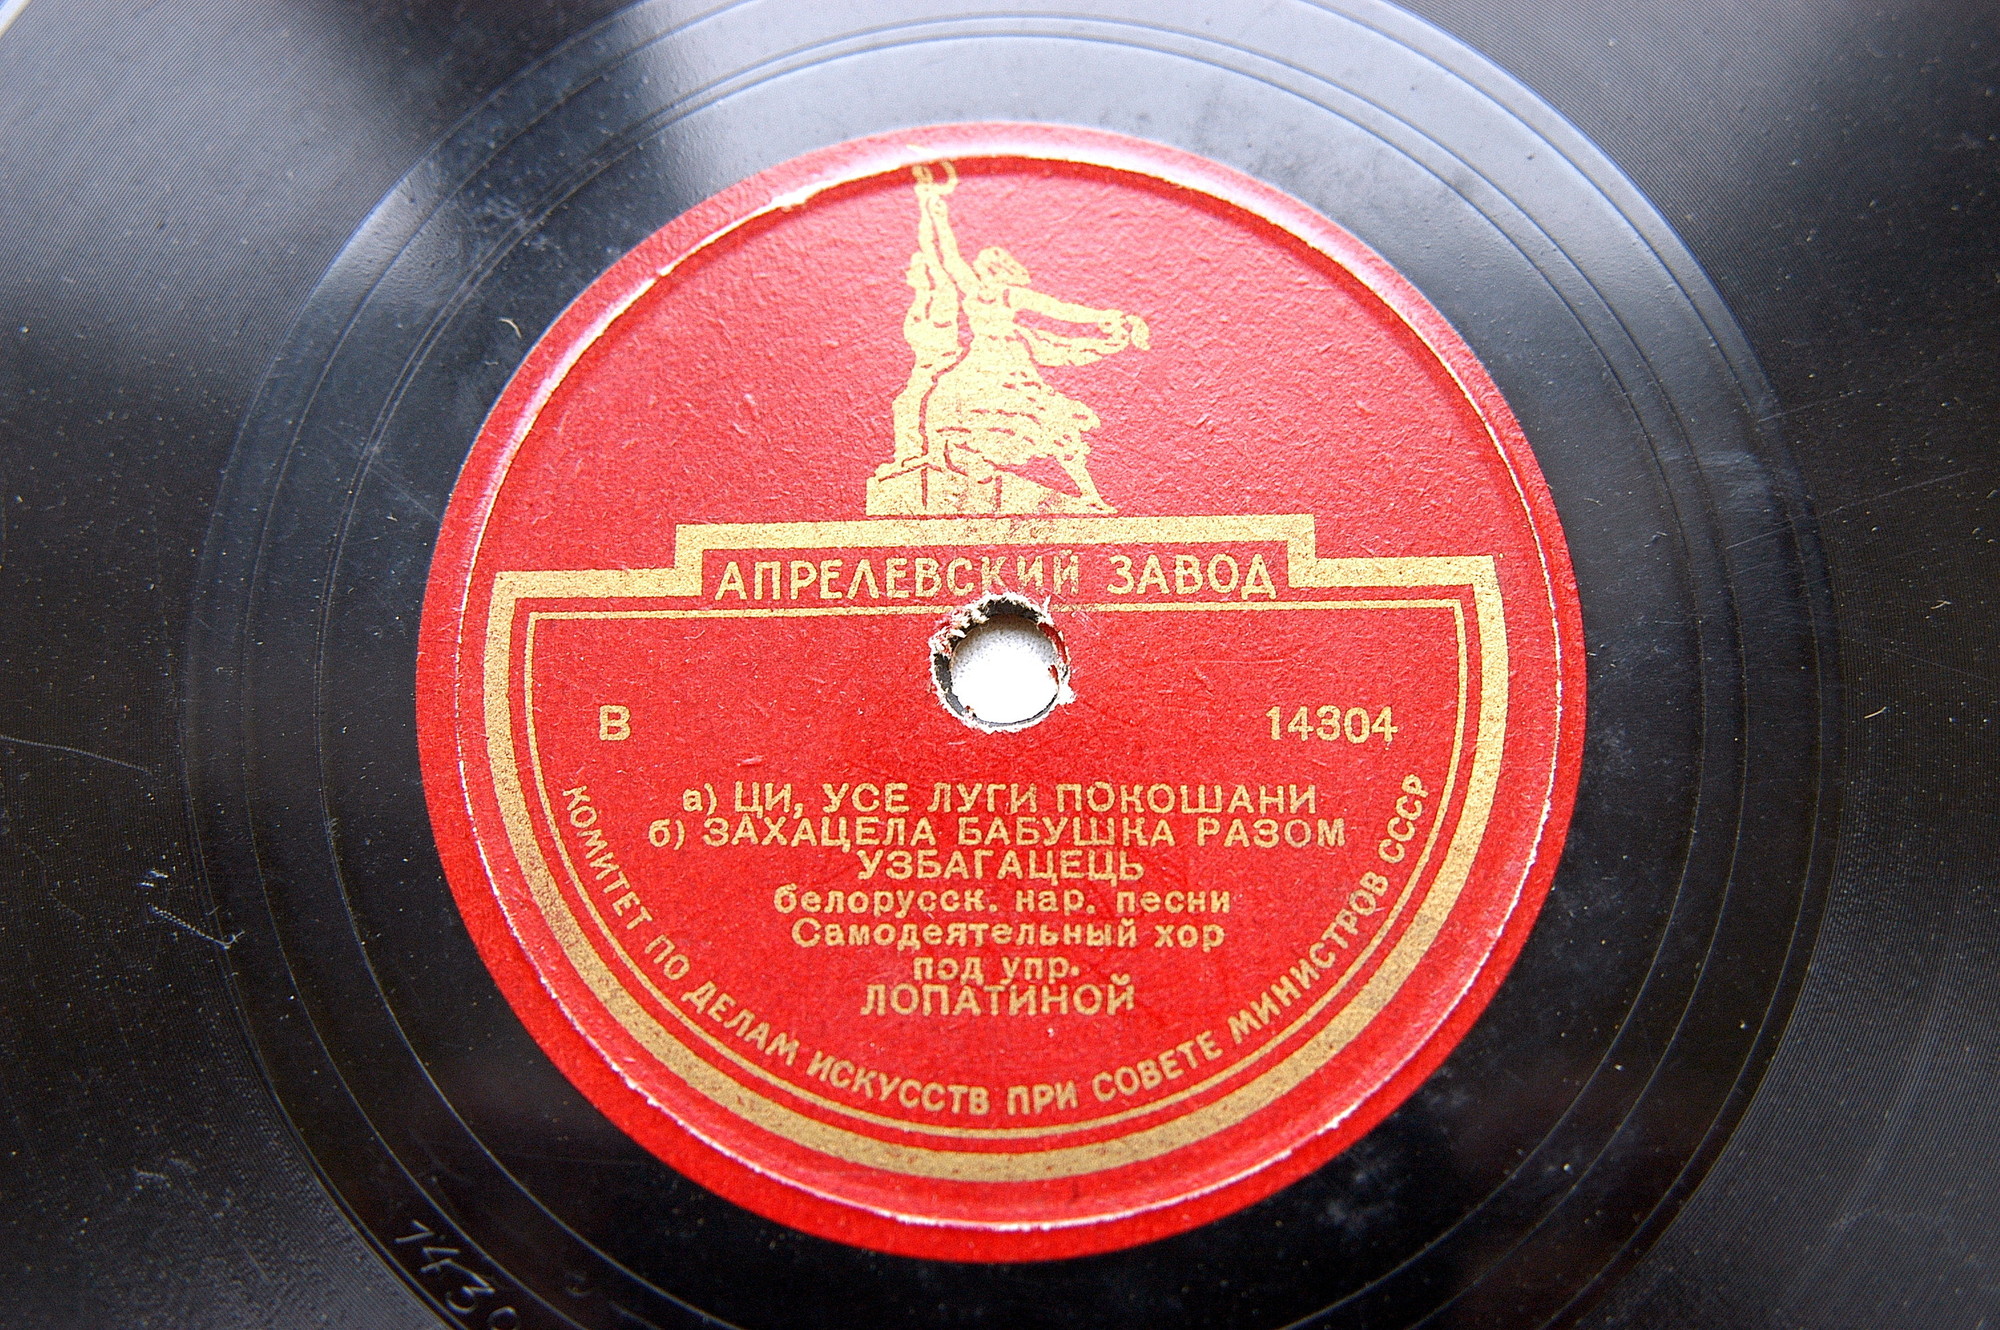 АПРЕЛЕВСКИЙ ЗАВОД
В 14304
а) ЦИ, УСЕ ЛУГИ ПОКОШАНИ
б) ЗАХАЦЕЛА БАБУШКА РАЗОМ
УЗБАГАЦЕЦЬ
белорусск. нар. песни
Самодеятельный хор
под упр.
ЛОПАТИНОЙ
КОМИТЕТ ПО ДЕЛАМ ИСКУССТВ ПРИ СОВЕТЕ МИНИСТРОВ СССР